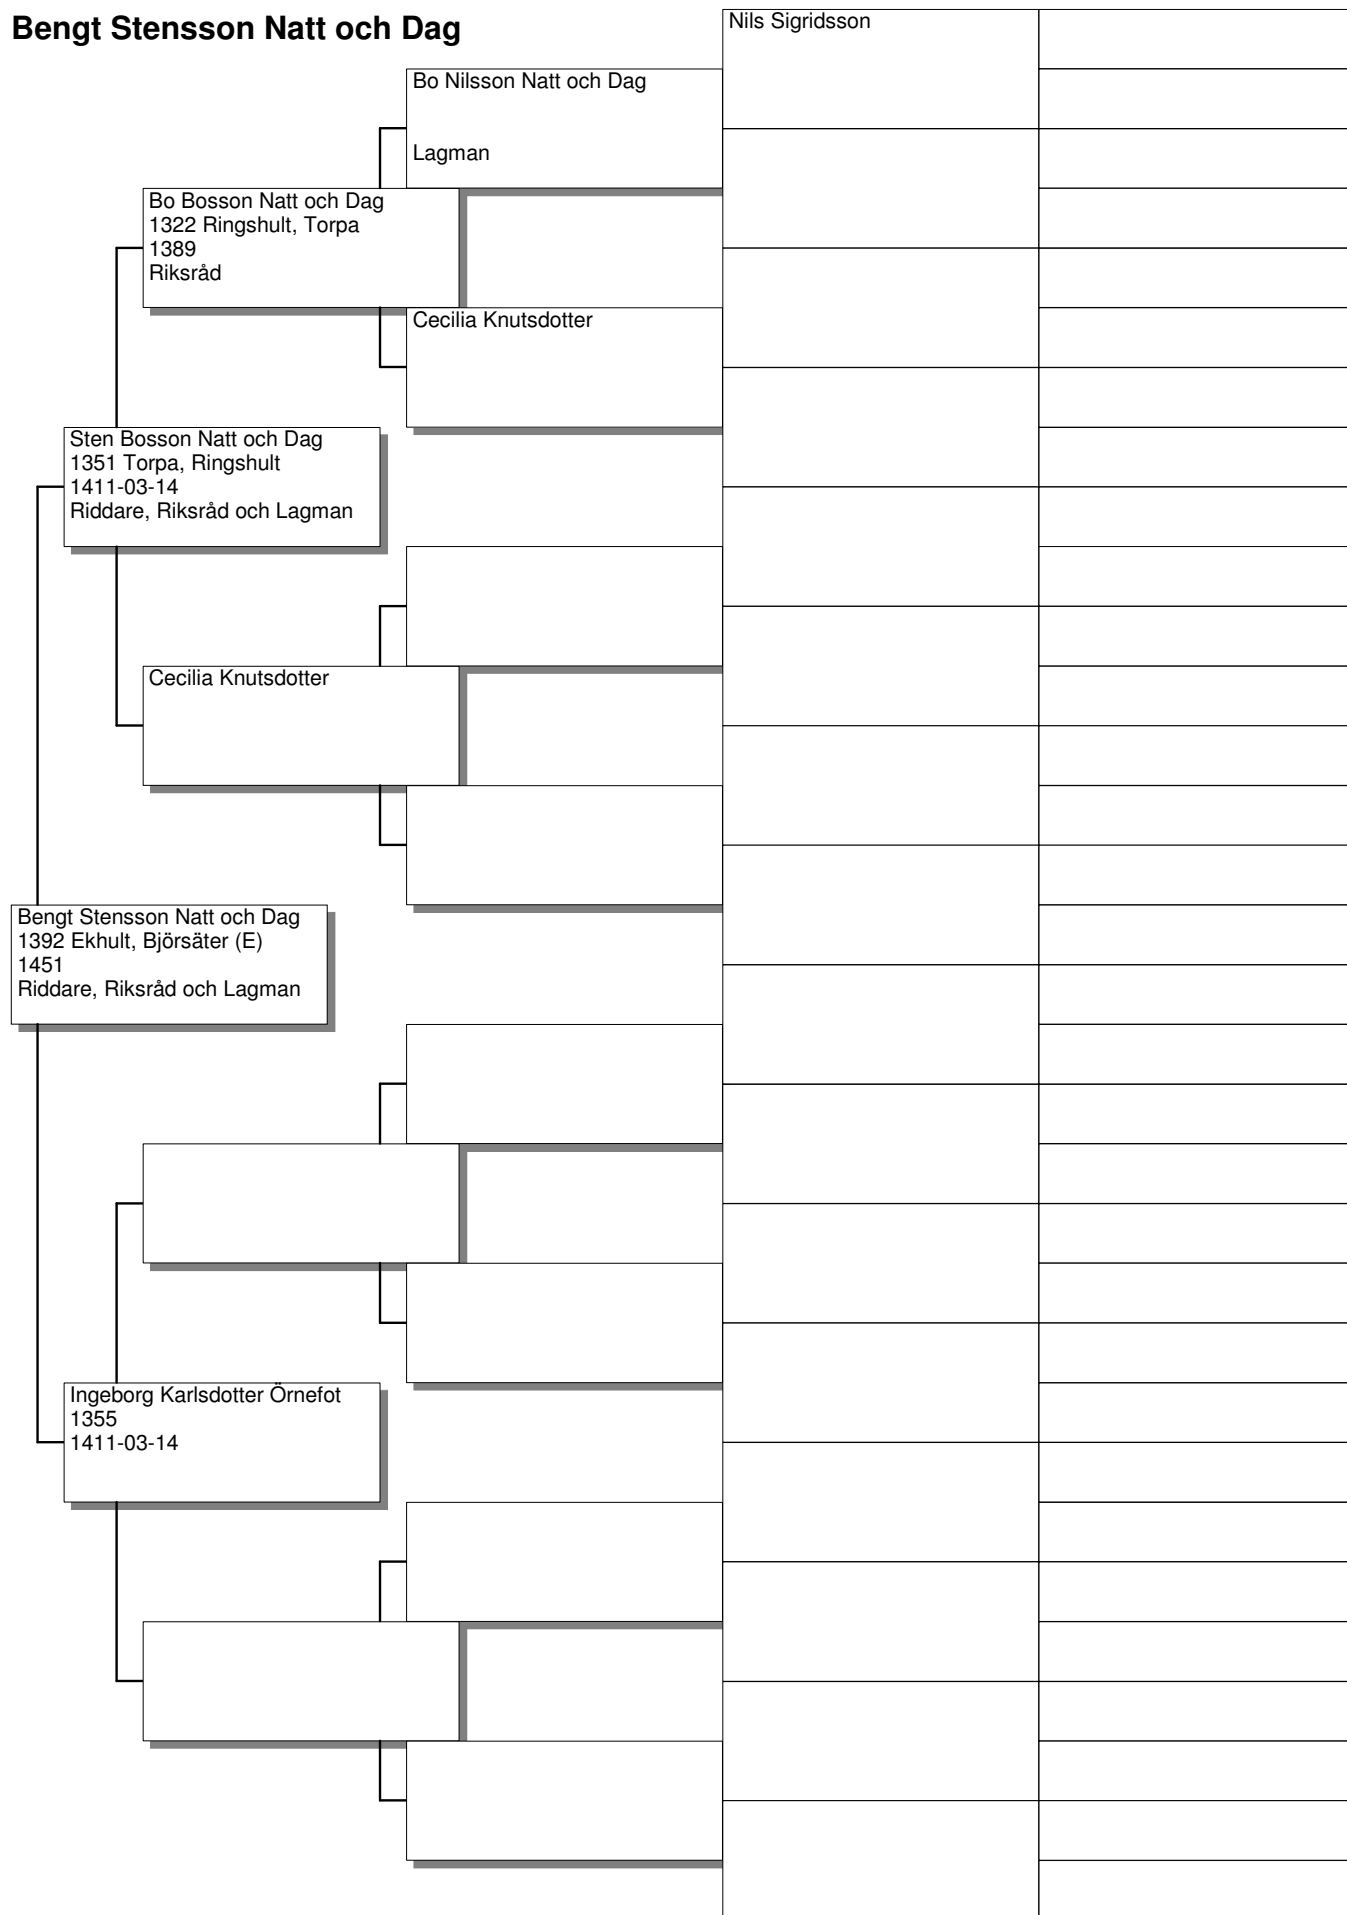 Bengt Stensson Natt och Dag
Nils Sigridsson
Bo Nilsson Natt och Dag
Lagman
Bo Bosson Natt och Dag
1322 Ringshult, Torpa
1389
Riksråd
Cecilia Knutsdotter
Sten Bosson Natt och Dag
1351 Torpa, Ringshult
1411-03-14
Riddare, Riksråd och Lagman
Cecilia Knutsdotter
Bengt Stensson Natt och Dag
1392 Ekhult, Björsäter (E)
1451
Riddare, Riksråd och Lagman
Ingeborg Karlsdotter Örnefot
1355
1411-03-14